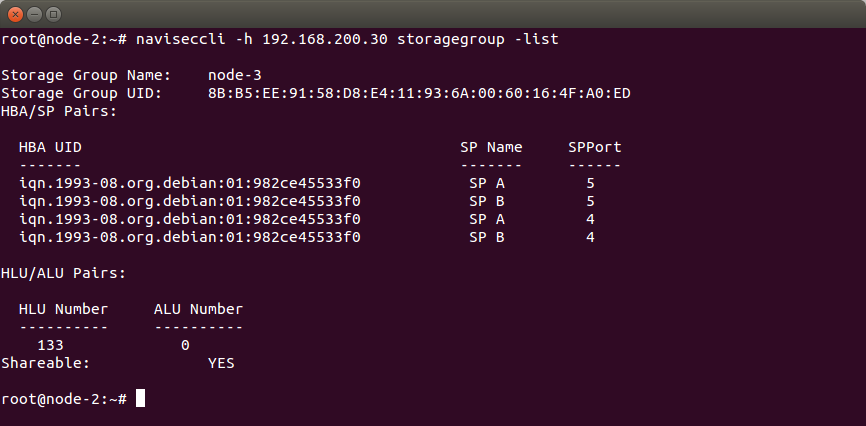 root@node-2:~# naviseccli -h 192.168.200.30 storagegroup -list
Storage Group Name:    node-3
Storage Group UID:     8B:B5:EE:91:58:D8:E4:11:93:6A:00:60:16:4F:A0:ED
HBA/SP Pairs:
  HBA UID                                          SP Name     SPPort
  -------                                          -------     ------
  iqn.1993-08.org.debian:01:982ce45533f0            SP A         5
  iqn.1993-08.org.debian:01:982ce45533f0            SP B         5
  iqn.1993-08.org.debian:01:982ce45533f0            SP A         4
  iqn.1993-08.org.debian:01:982ce45533f0            SP B         4
HLU/ALU Pairs:
  HLU Number     ALU Number
  ----------     ----------
    133             0
Shareable:             YES
root@node-2:~#